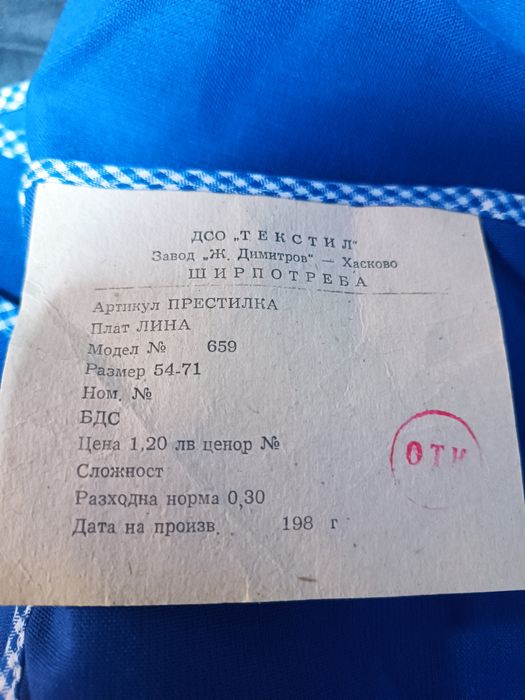 ДСО „ТЕКСТИЛ"
Завод „Ж. Димитров" — Хасково
ШИРПОТРЕБА
Артикул ПРЕСТИЛКА
Плат ЛИНА
Модел № 659
Размер 54-71
Ном. №
БДС
Цена 1,20 лв ценор №
ОТК
Сложност
Разходна норма 0,30
Дата на произв. 198 г